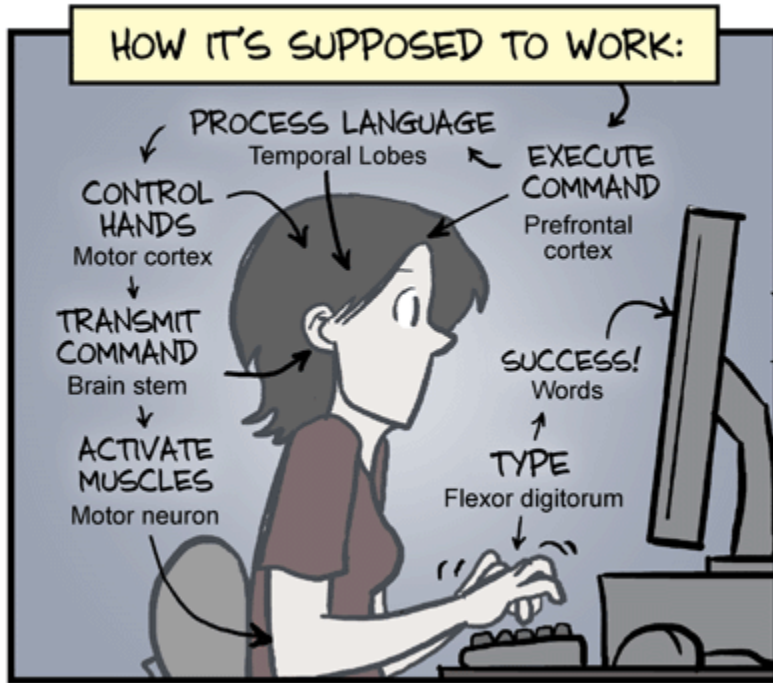 HOW IT'S SUPPOSED TO WORK:
EXECUTE
COMMAND
Prefrontal
cortex
PROCESS LANGUAGE
Temporal Lobes
CONTROL
HANDS
Motor cortex
TRANSMIT
COMMAND
Brain stem
ACTIVATE
MUSCLES
Motor neuron
TYPE
Flexor digitorum
SUCCESS!
Words